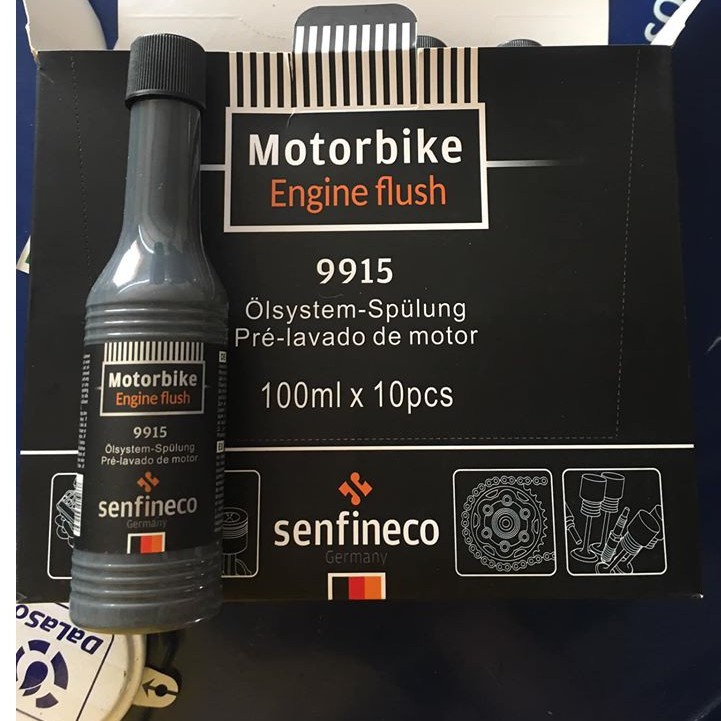 Motorbike
Engine flush
9915
Ölsystem-Spülung
Pré-lavado de motor
100ml x 10pcs
senfineco
Germany
Motorbike
Engine flush
9915
Ölsystem-Spülung
Pré-lavado de motor
senfineco
Germany
DaLaSo